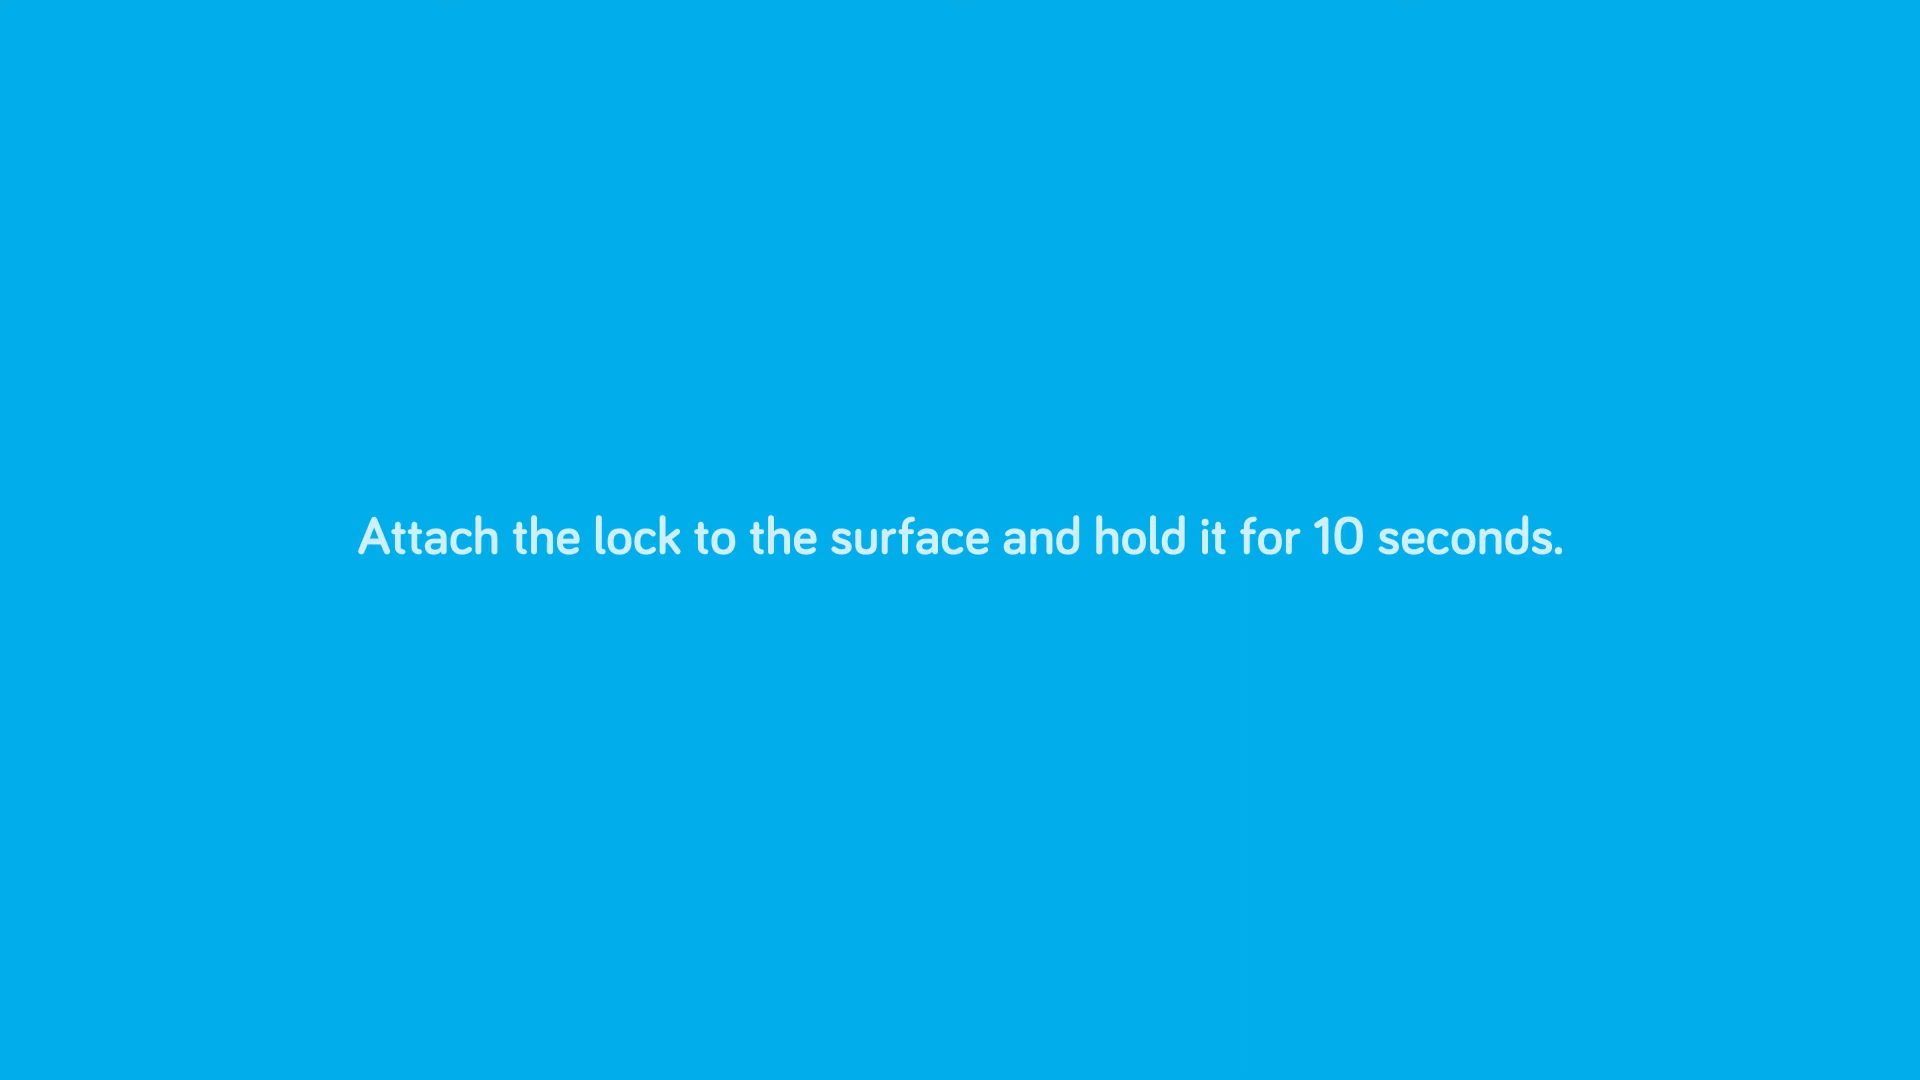 Attach the lock to the surface and hold it for 10 seconds.